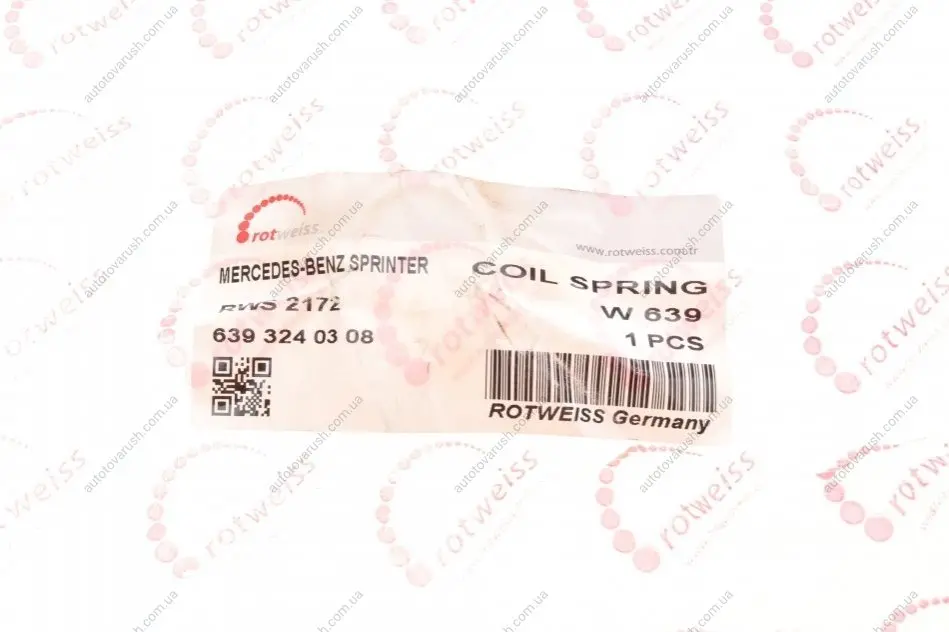 rotweiss
www.rotweiss.com.tr
MERCEDES-BENZ SPRINTER
COIL SPRING
RWS 2172
W 639
639 324 03 08
1 PCS
ROTWEISS Germany
autotovarush.com.ua